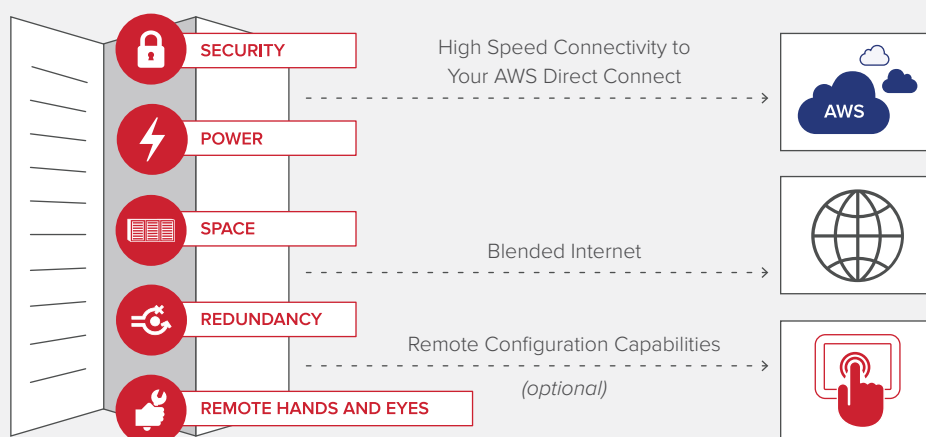 SECURITY
POWER
SPACE
REDUNDANCY
REMOTE HANDS AND EYES
High Speed Connectivity to
Your AWS Direct Connect
AWS
Blended Internet
Remote Configuration Capabilities
(optional)